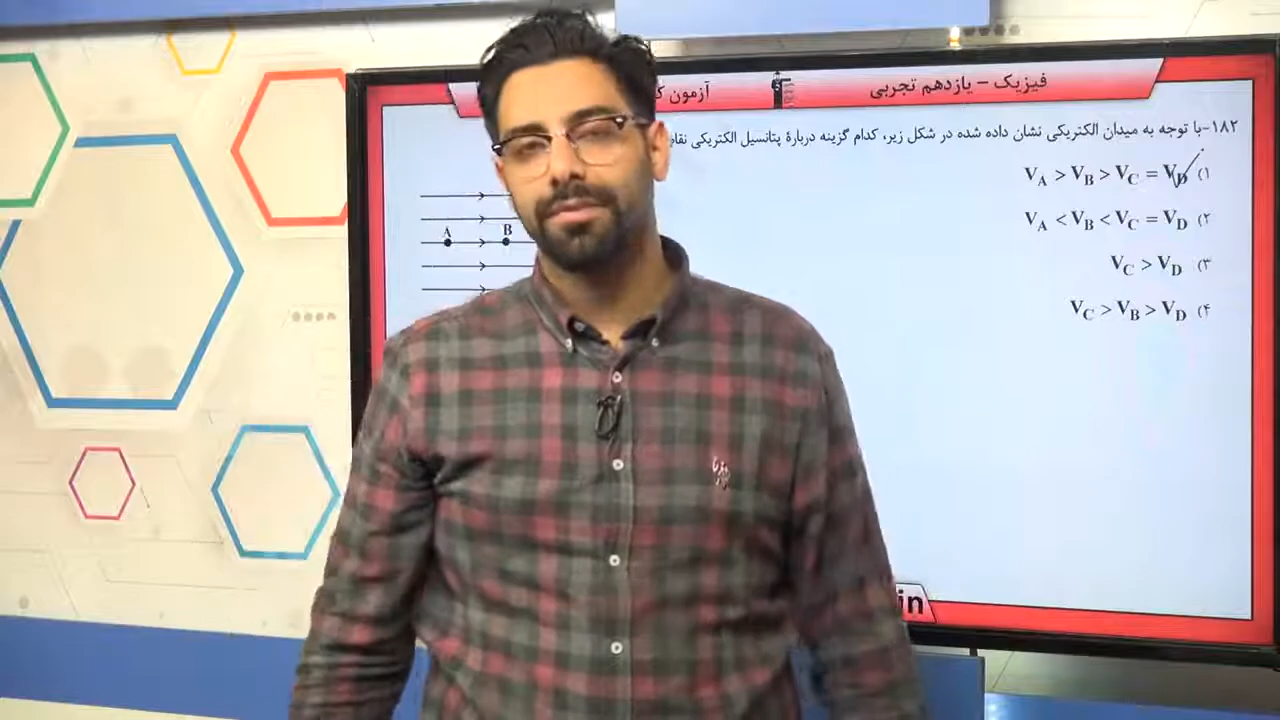 فیزیک – یازدهم تجربی
آزمون
۱۸۲-با توجه به میدان الکتریکی نشان داده شده در شکل زیر، کدام گزینه دربارهٔ پتانسیل الکتریکی
۱) V_A > V_B > V_C = V_D
۲) V_A < V_B < V_C = V_D
۳) V_C > V_D
۴) V_C > V_B > V_D
A B
in